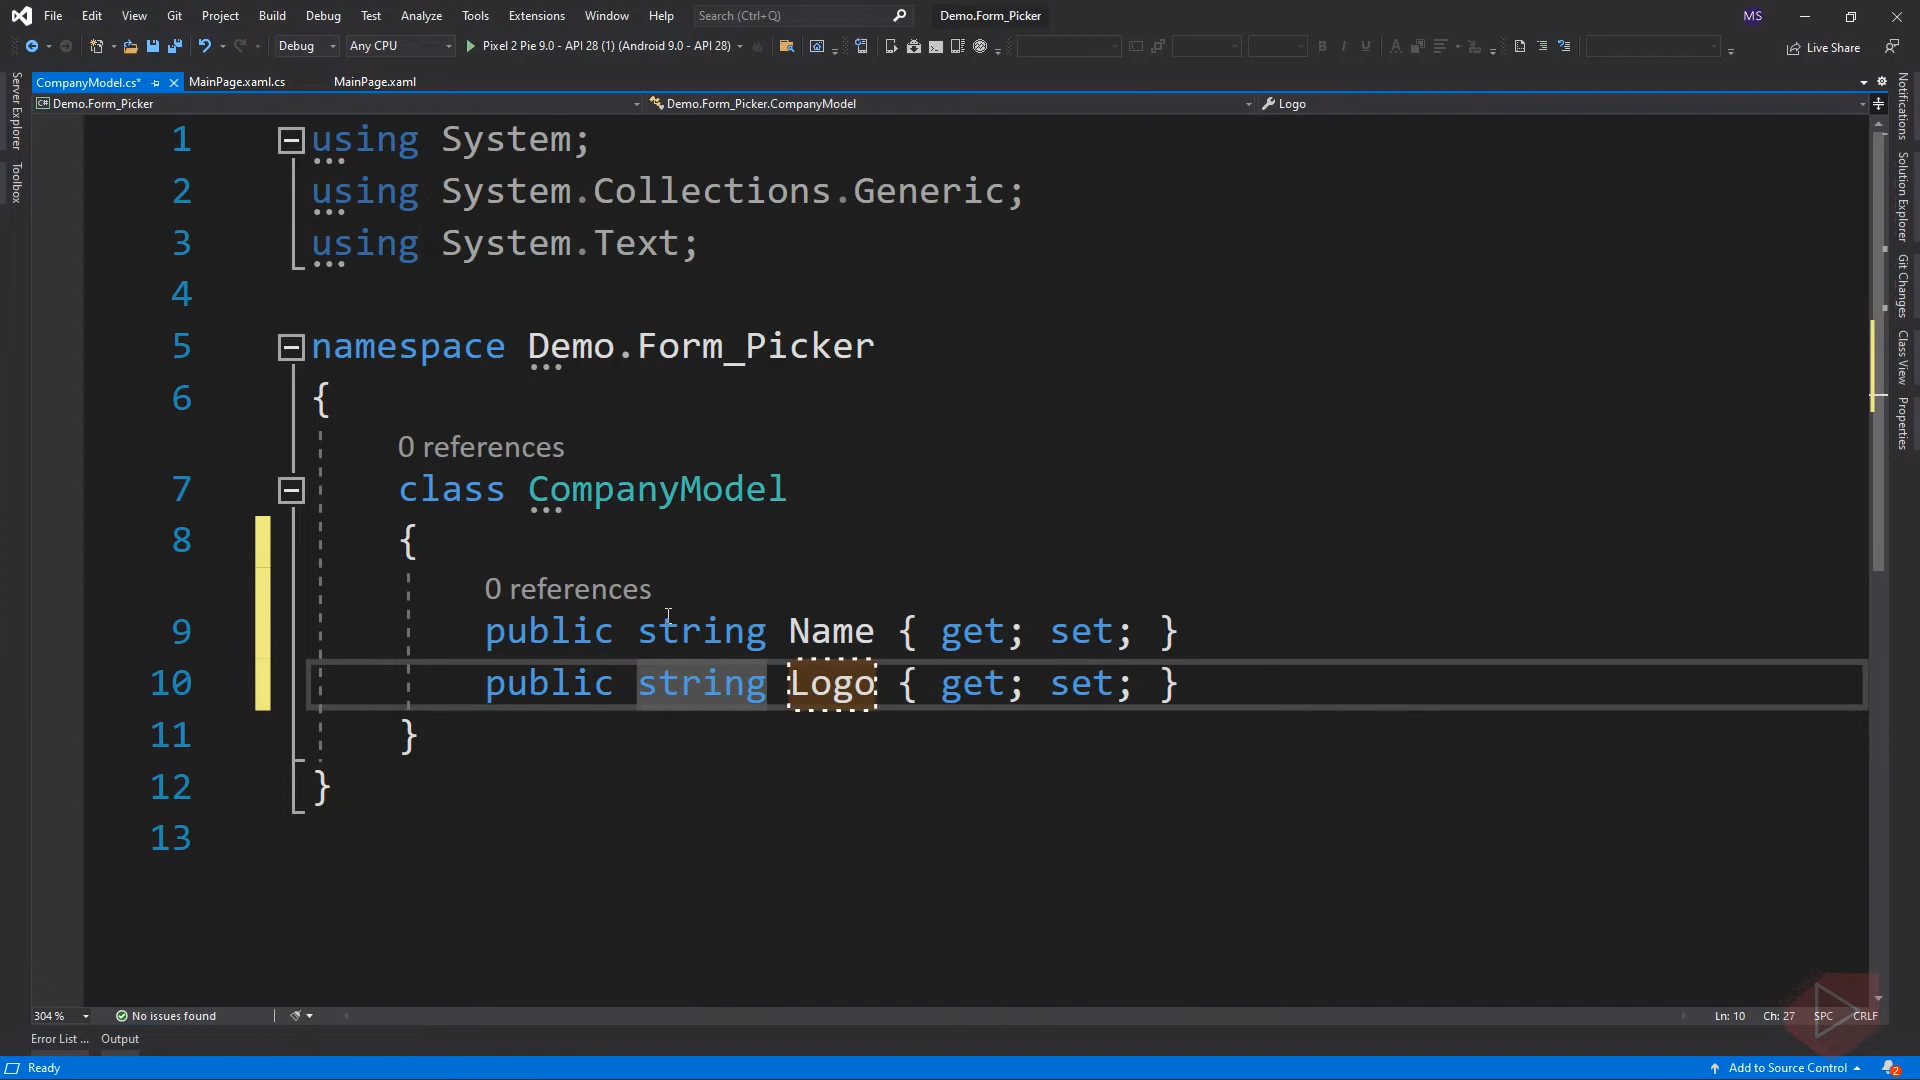 File Edit View Git Project Build Debug Test Analyze Tools Extensions Window Help Search (Ctrl+Q) Demo.Form_Picker MS
Debug Any CPU Pixel 2 Pie 9.0 - API 28 (1) (Android 9.0 - API 28) Live Share
CompanyModel.cs* MainPage.xaml.cs MainPage.xaml
Demo.Form_Picker Demo.Form_Picker.CompanyModel Logo
Server Explorer
Toolbox
Notifications
Solution Explorer
Git Changes
Class View
Properties
1 using System;
2 using System.Collections.Generic;
3 using System.Text;
4
5 namespace Demo.Form_Picker
6 {
0 references
7 class CompanyModel
8 {
0 references
9 public string Name { get; set; }
10 public string Logo { get; set; }
11 }
12 }
13
304 % No issues found Ln: 10 Ch: 27 SPC CRLF
Error List ... Output
Ready Add to Source Control 2